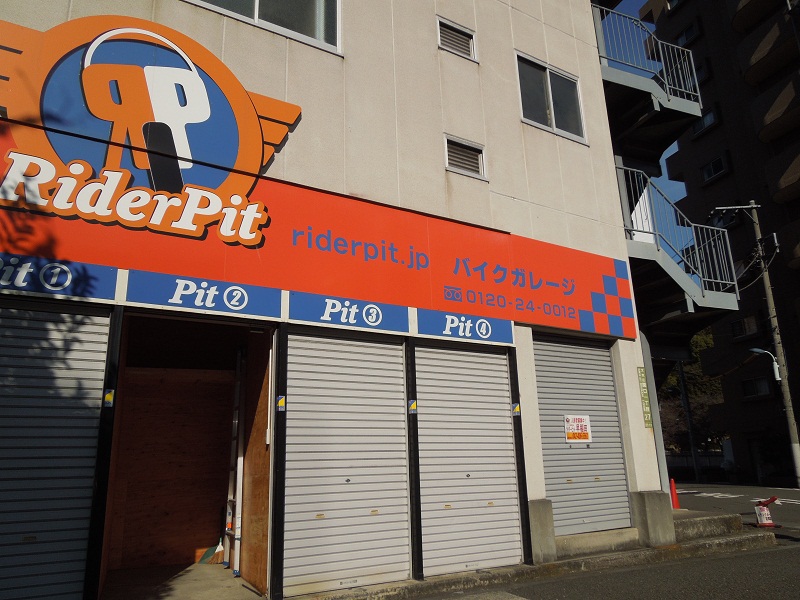 RiderPit
riderpit.jp バイクガレージ
0120-24-0012
Pit ①
Pit ②
Pit ③
Pit ④